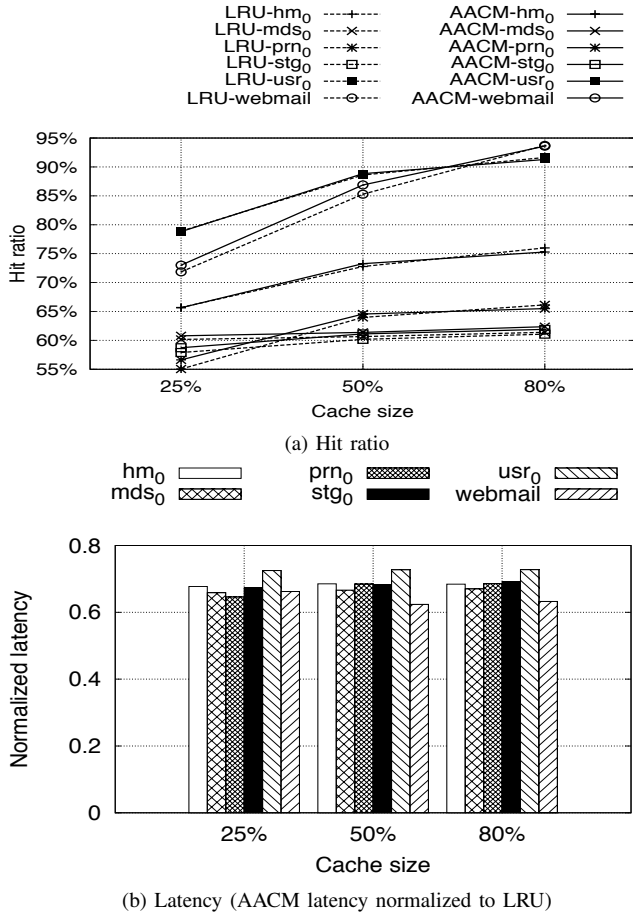 LRU-hm0 AACM-hm0
LRU-mds0 AACM-mds0
LRU-prn0 AACM-prn0
LRU-stg0 AACM-stg0
LRU-usr0 AACM-usr0
LRU-webmail AACM-webmail
95%
90%
85%
80%
75%
70%
65%
60%
55%
Hit ratio
25% 50% 80%
Cache size
(a) Hit ratio
hm0 prn0 usr0
mds0 stg0 webmail
0.8
0.6
0.4
0.2
0
Normalized latency
25% 50% 80%
Cache size
(b) Latency (AACM latency normalized to LRU)